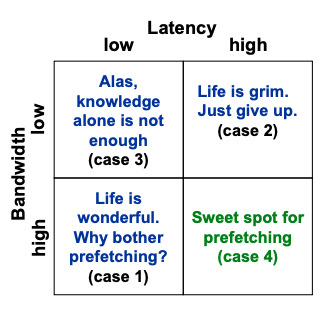 Latency
low high
Bandwidth
low
high
Alas,
knowledge
alone is not
enough
(case 3)
Life is grim.
Just give up.
(case 2)
Life is
wonderful.
Why bother
prefetching?
(case 1)
Sweet spot for
prefetching
(case 4)